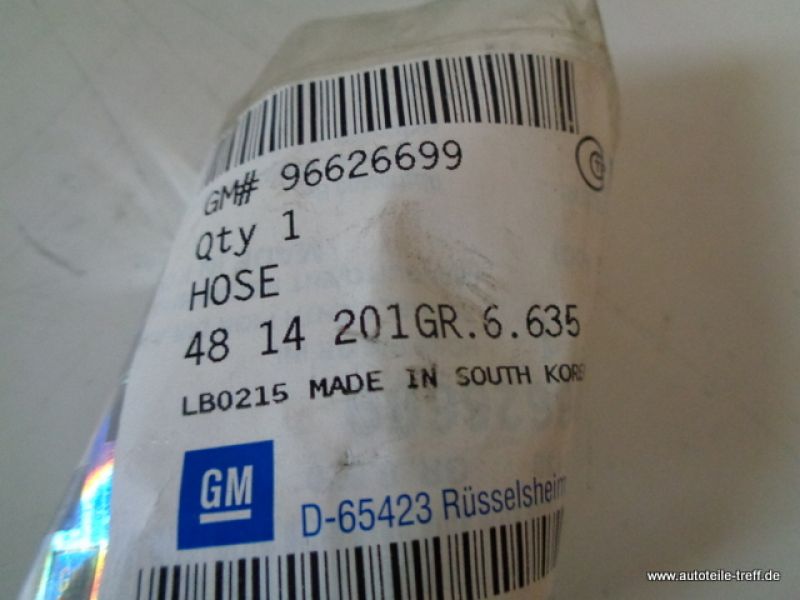 GM# 96626699
Qty 1
HOSE
48 14 201GR.6.635
LB0215 MADE IN SOUTH KOREA
GM
D-65423 Rüsselsheim
www.autoteile-treff.de